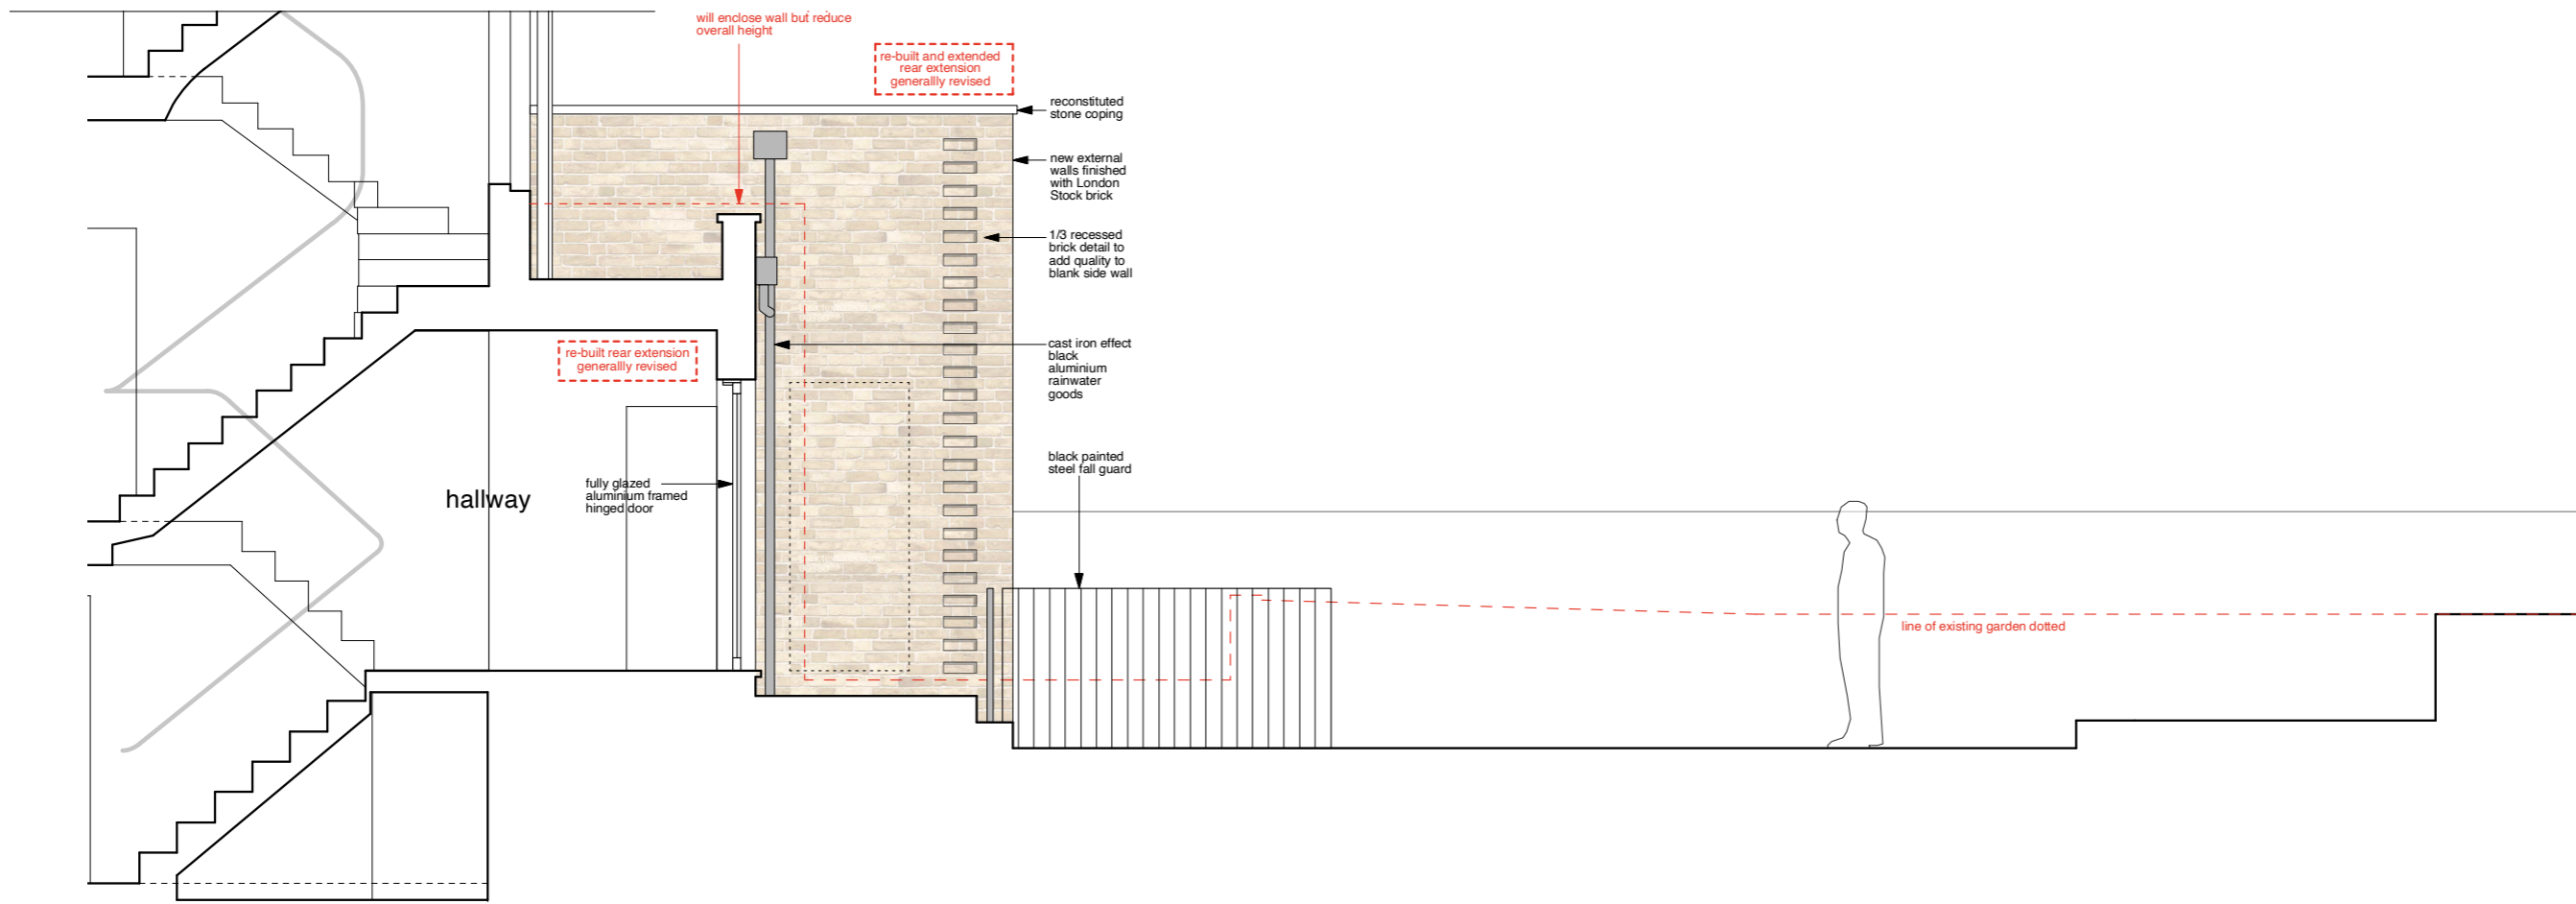 will enclose wall but reduce
overall height
re-built and extended
rear extension
generallly revised
reconstituted
stone coping
new external
walls finished
with London
Stock brick
1/3 recessed
brick detail to
add quality to
blank side wall
re-built rear extension
generallly revised
cast iron effect
black
aluminium
rainwater
goods
hallway
fully glazed
aluminium framed
hinged door
black painted
steel fall guard
line of existing garden dotted